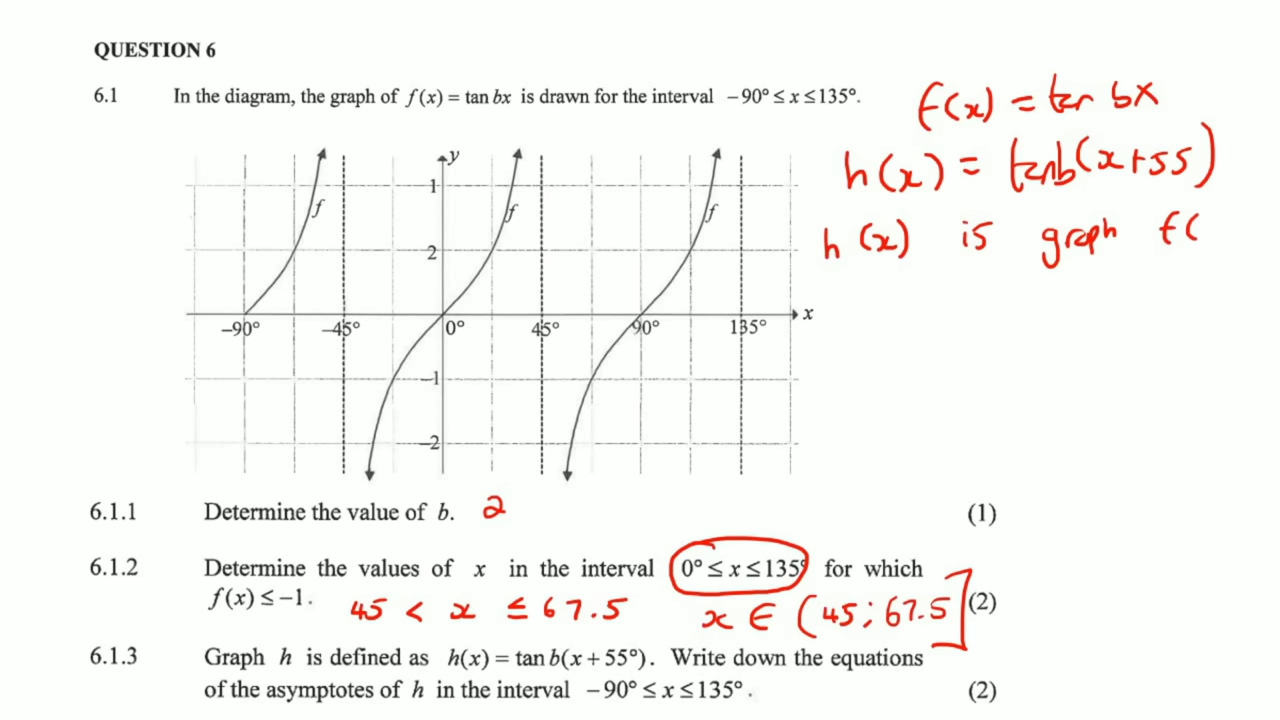 QUESTION 6
6.1 In the diagram, the graph of f(x) = tan bx is drawn for the interval −90° ≤ x ≤ 135°.
f(x) = tan bx
h(x) = tanb(x+55)
h(x) is graph f(
y
1
f f f
2
x
−90° −45° 0° 45° 90° 135°
−1
−2
6.1.1 Determine the value of b. 2 (1)
6.1.2 Determine the values of x in the interval 0° ≤ x ≤ 135° for which
f(x) ≤ −1. (2)
45 < x ≤ 67.5 x ∈ (45; 67.5]
6.1.3 Graph h is defined as h(x) = tan b(x + 55°). Write down the equations
of the asymptotes of h in the interval −90° ≤ x ≤ 135°. (2)